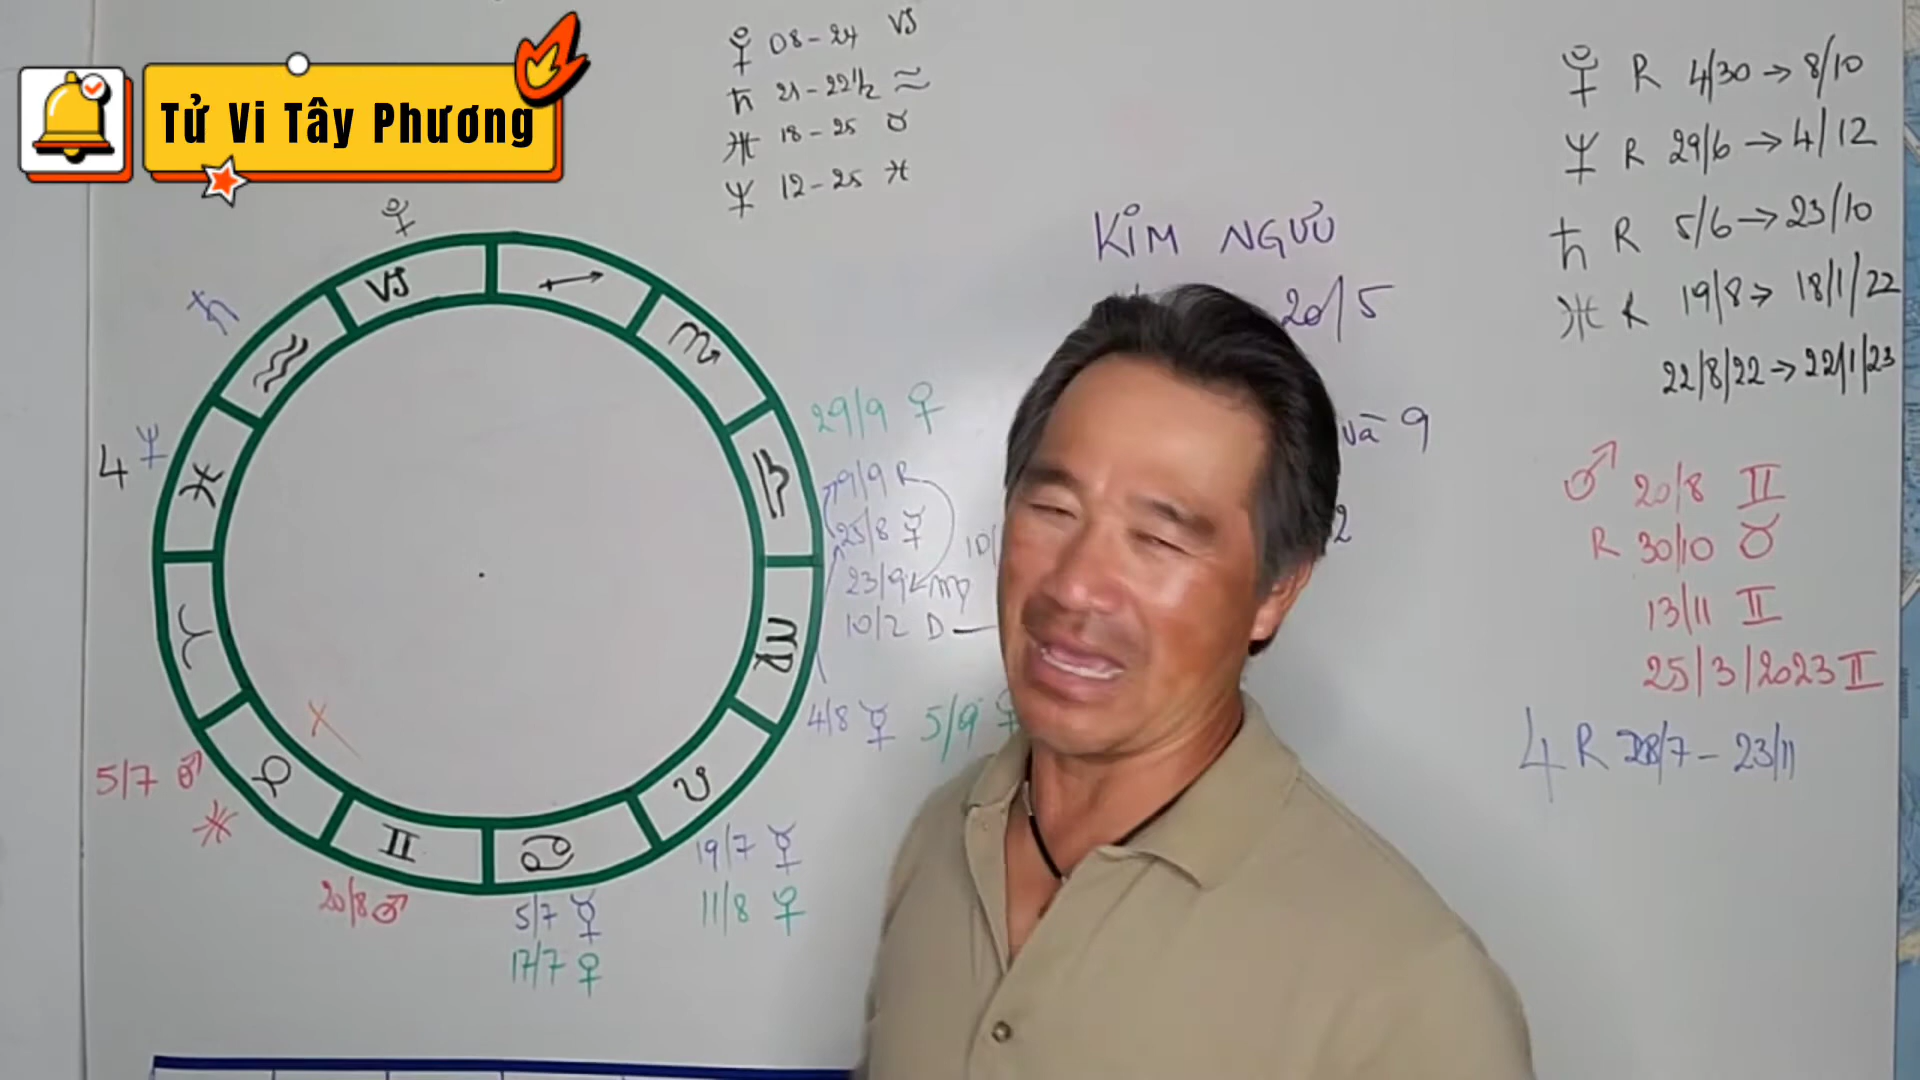 Tử Vi Tây Phương
♇ 08 - 24 ♑
♄ 21 - 22 1/2 ♒
♅ 18 - 25 ♉
♆ 12 - 25 ♓
♇ R 4/30 → 8/10
♆ R 29/6 → 4/12
♄ R 5/6 → 23/10
♅ R 19/8 → 18/1/22
22/8/22 → 22/1/23
KIM NGƯU
20/5
và 9
2
♂ 20/8 ♊
R 30/10 ♉
13/11 ♊
25/3/2023 ♊
♃ R 28/7 - 23/11
♇
♄
♃ ♆
♑
♐
♏
♎
♍
♌
♋
♊
♉
♈
♓
♒
29/9 ♀
9/9 R
25/8 ☿
23/9 ← ♍
10/2 D
4/8 ☿
5/9 ♀
19/7 ☿
11/8 ♀
5/7 ☿
17/7 ♀
20/8 ♂
5/7 ♂
♅